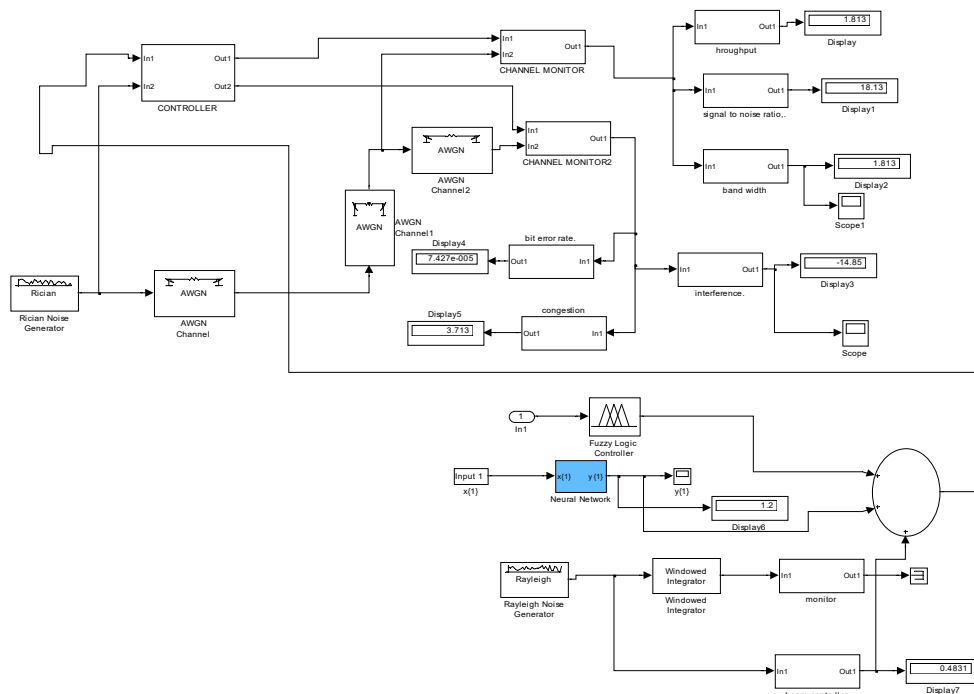 In1
Out1
hroughput
1.813
Display
In1
In2
Out1
CHANNEL MONITOR
In1
In2
Out1
Out2
CONTROLLER
In1
Out1
signal to noise ratio,.
18.13
Display1
In1
In2
Out1
CHANNEL MONITOR2
AWGN
AWGN
Channel2
In1
Out1
band width
1.813
Display2
Scope1
AWGN
AWGN
Channel1
Display4
7.427e-005
bit error rate.
Out1
In1
In1
Out1
interference.
-14.85
Display3
Rician
Rician Noise
Generator
AWGN
AWGN
Channel
Display5
3.713
congestion
Out1
In1
Scope
1
In1
Fuzzy Logic
Controller
Input 1
x{1}
x{1}
y{1}
Neural Network
y{1}
1.2
Display6
+
+
+
Rayleigh
Rayleigh Noise
Generator
Windowed
Integrator
Windowed
Integrator
In1
Out1
monitor
In1
Out1
0.4831
Display7